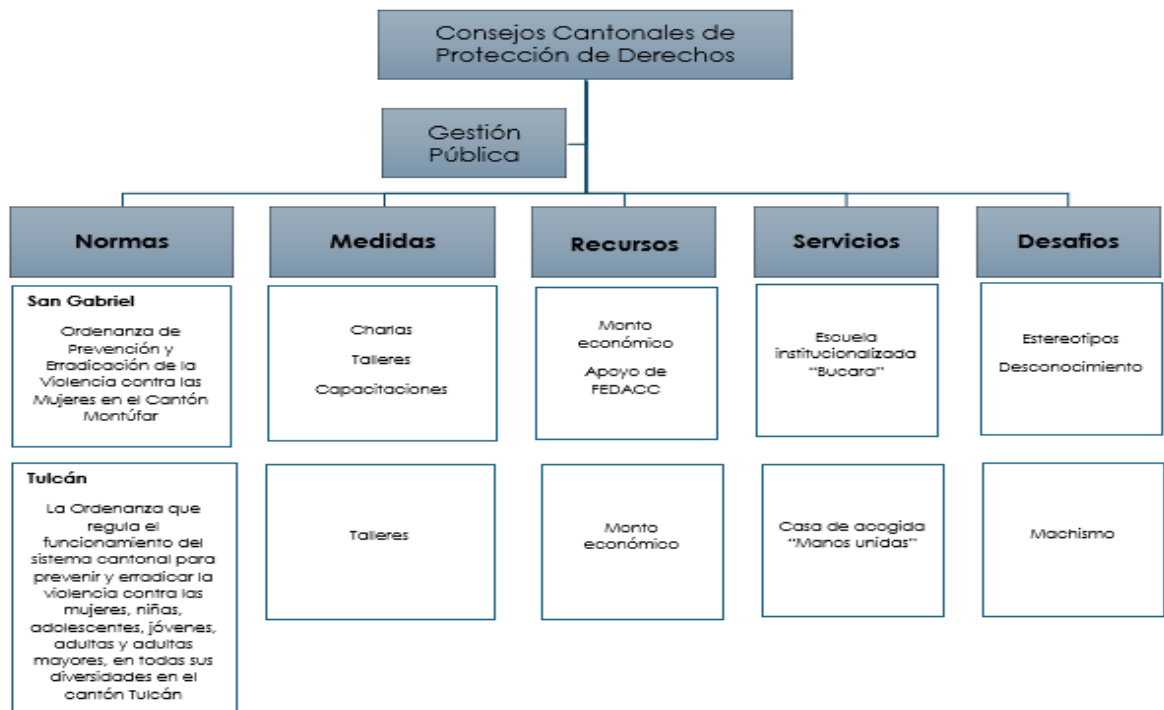 Consejos Cantonales de
Protección de Derechos
Gestión
Pública
Normas
Medidas
Recursos
Servicios
Desafios
San Gabriel
Ordenanza de
Prevención y
Erradicación de la
Violencia contra las
Mujeres en el Cantón
Montúfar
Charlas
Talleres
Capacitaciones
Monto
económico
Apoyo de
FEDACC
Escuela
institucionalizada
"Bucara"
Estereotipos
Desconocimiento
Tulcán
La Ordenanza que
regula el
funcionamiento del
sistema cantonal para
prevenir y erradicar la
violencia contra las
mujeres, niñas,
adolescentes, jóvenes,
adultas y adultas
mayores, en todas sus
diversidades en el
cantón Tulcán
Talleres
Monto
económico
Casa de acogida
"Manos unidas"
Machismo